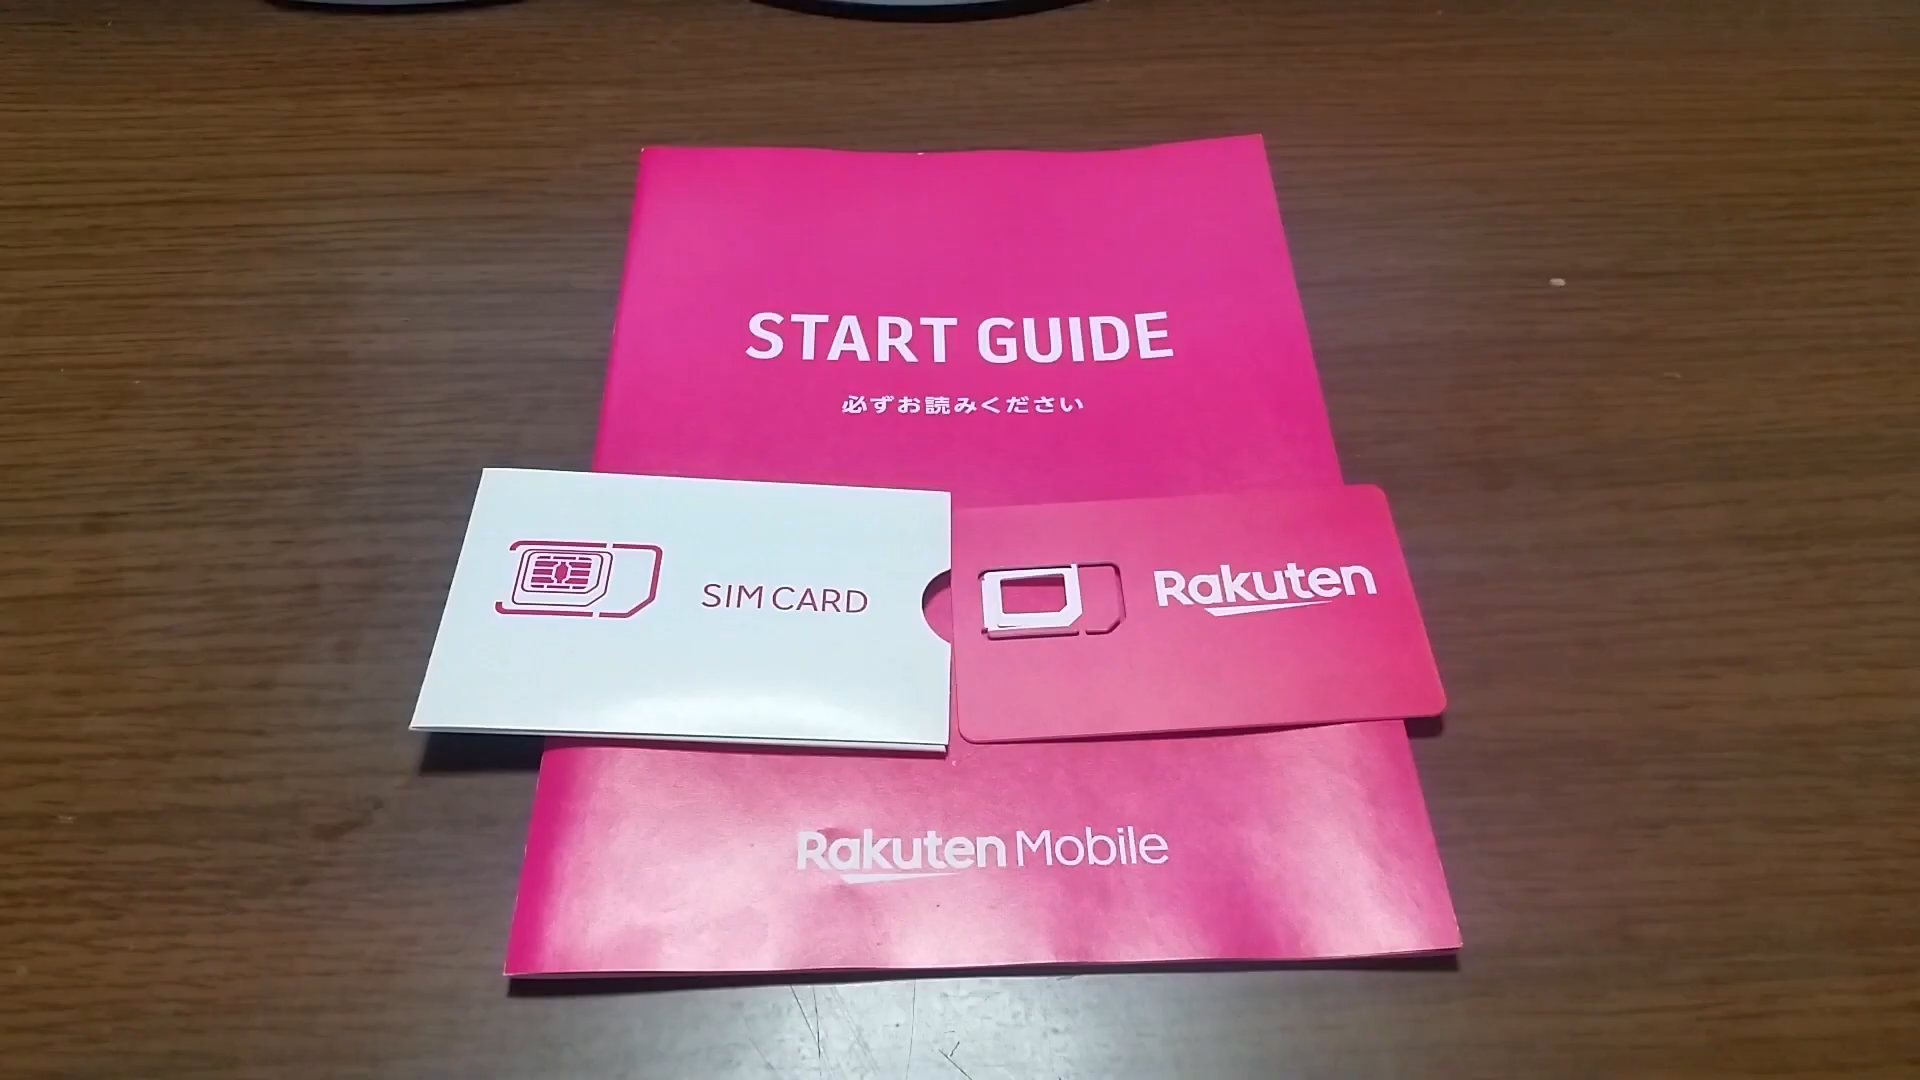 START GUIDE
必ずお読みください
SIM CARD
Rakuten
Rakuten Mobile